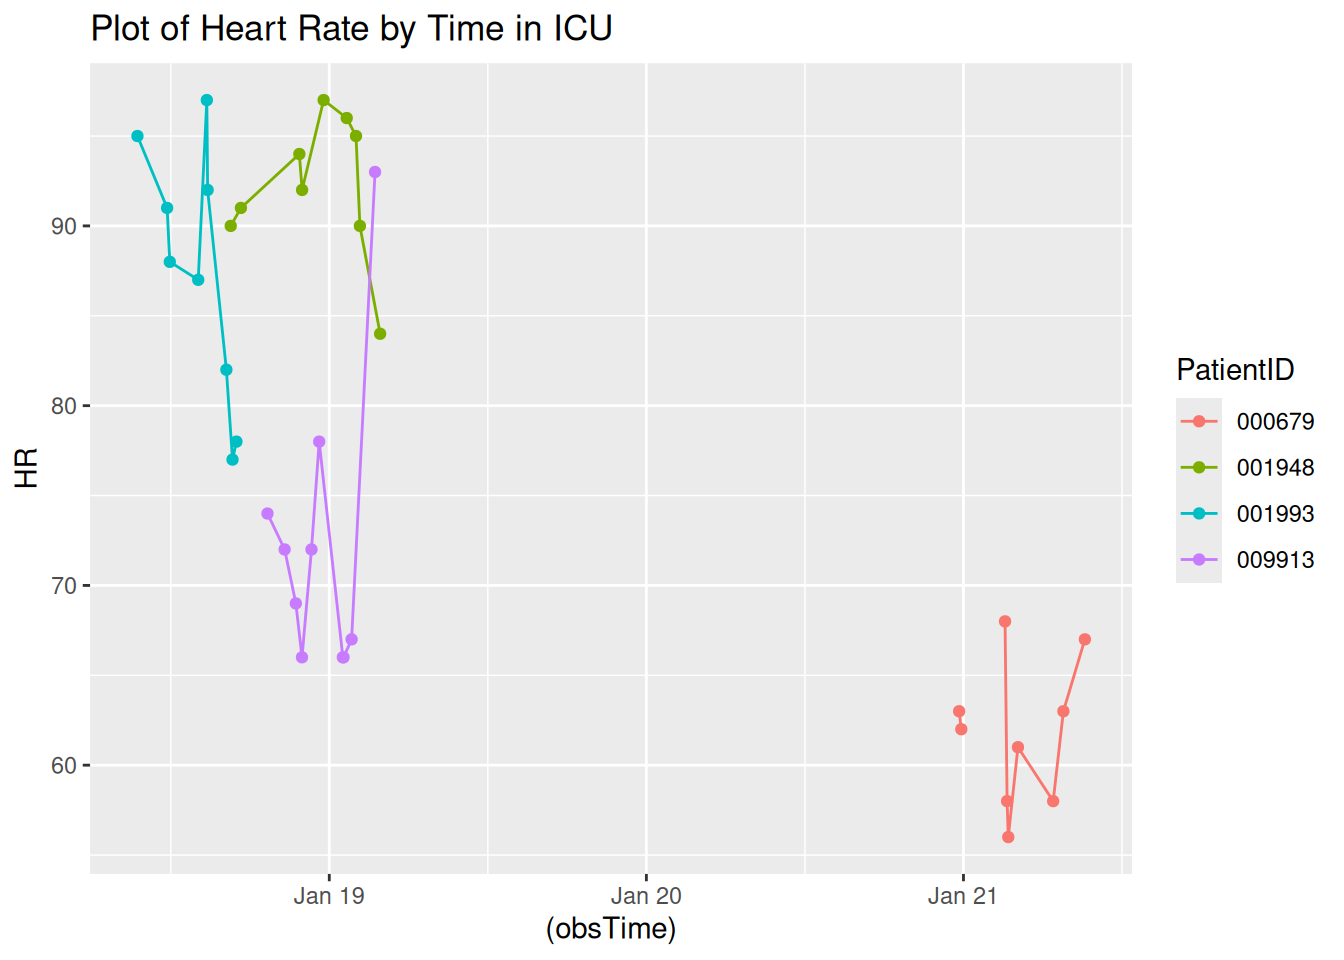 Plot of Heart Rate by Time in ICU
HR
90
80
70
60
Jan 19
Jan 20
Jan 21
(obsTime)
PatientID
000679
001948
001993
009913